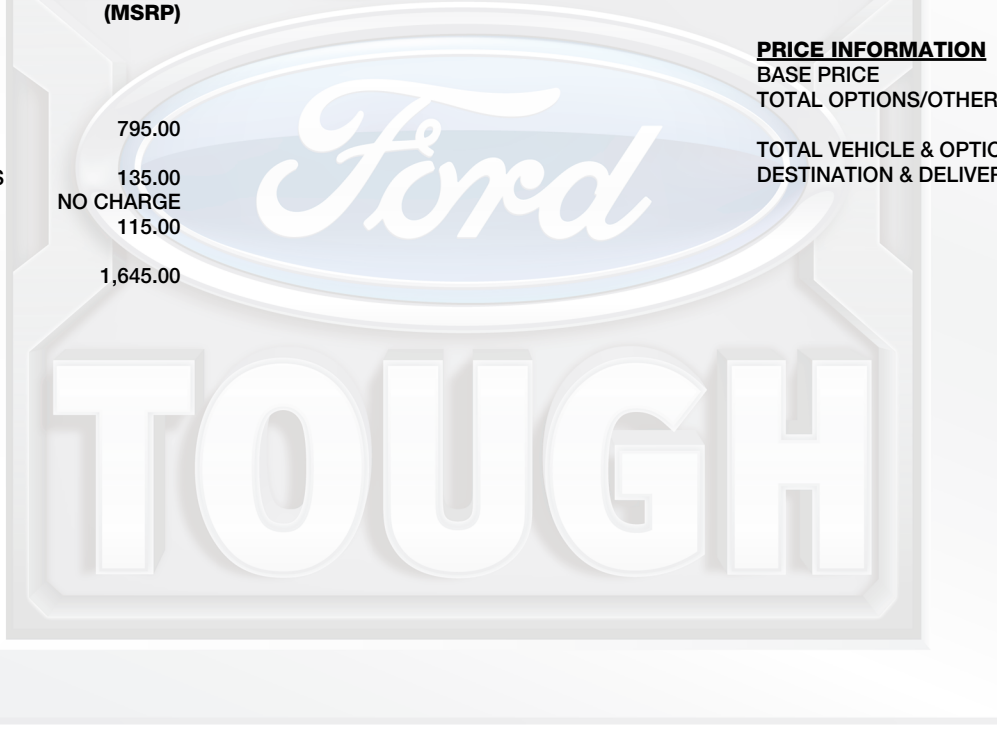 (MSRP)
795.00
S 135.00
NO CHARGE
115.00
1,645.00
PRICE INFORMATION
BASE PRICE
TOTAL OPTIONS/OTHER
TOTAL VEHICLE & OPTIO
DESTINATION & DELIVER
Ford
TOUGH